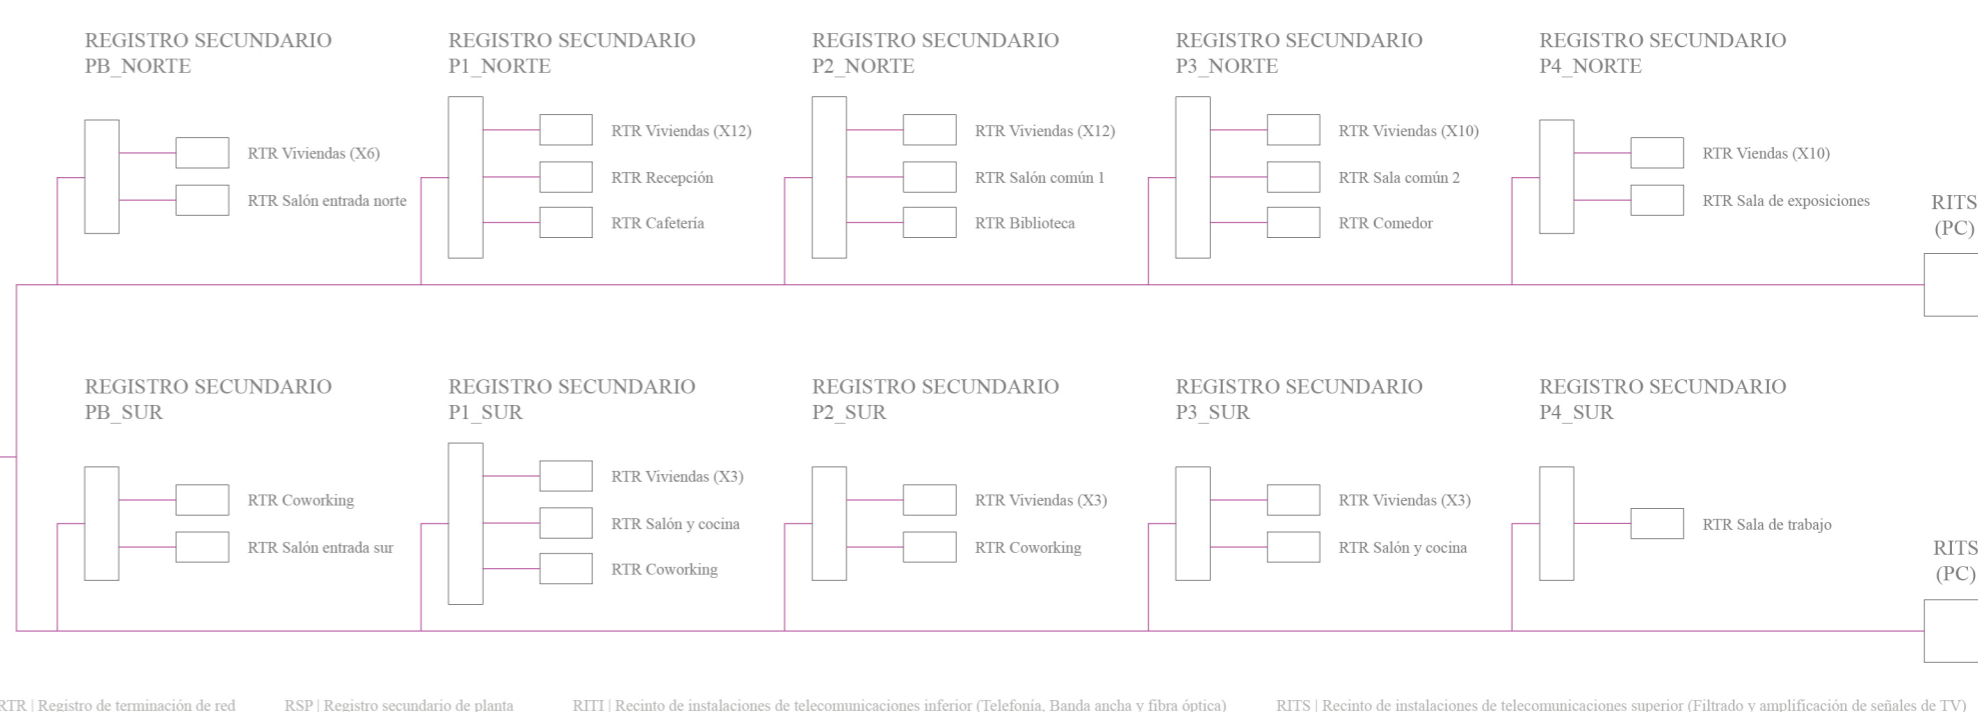 REGISTRO SECUNDARIO
PB_NORTE
RTR Viviendas (X6)
RTR Salón entrada norte
REGISTRO SECUNDARIO
P1_NORTE
RTR Viviendas (X12)
RTR Recepción
RTR Cafetería
REGISTRO SECUNDARIO
P2_NORTE
RTR Viviendas (X12)
RTR Salón común 1
RTR Biblioteca
REGISTRO SECUNDARIO
P3_NORTE
RTR Viviendas (X10)
RTR Sala común 2
RTR Comedor
REGISTRO SECUNDARIO
P4_NORTE
RTR Viendas (X10)
RTR Sala de exposiciones
RITS
(PC)
REGISTRO SECUNDARIO
PB_SUR
RTR Coworking
RTR Salón entrada sur
REGISTRO SECUNDARIO
P1_SUR
RTR Viviendas (X3)
RTR Salón y cocina
RTR Coworking
REGISTRO SECUNDARIO
P2_SUR
RTR Viviendas (X3)
RTR Coworking
REGISTRO SECUNDARIO
P3_SUR
RTR Viviendas (X3)
RTR Salón y cocina
REGISTRO SECUNDARIO
P4_SUR
RTR Sala de trabajo
RITS
(PC)
RTR | Registro de terminación de red
RSP | Registro secundario de planta
RITI | Recinto de instalaciones de telecomunicaciones inferior (Telefonía, Banda ancha y fibra óptica)
RITS | Recinto de instalaciones de telecomunicaciones superior (Filtrado y amplificación de señales de TV)